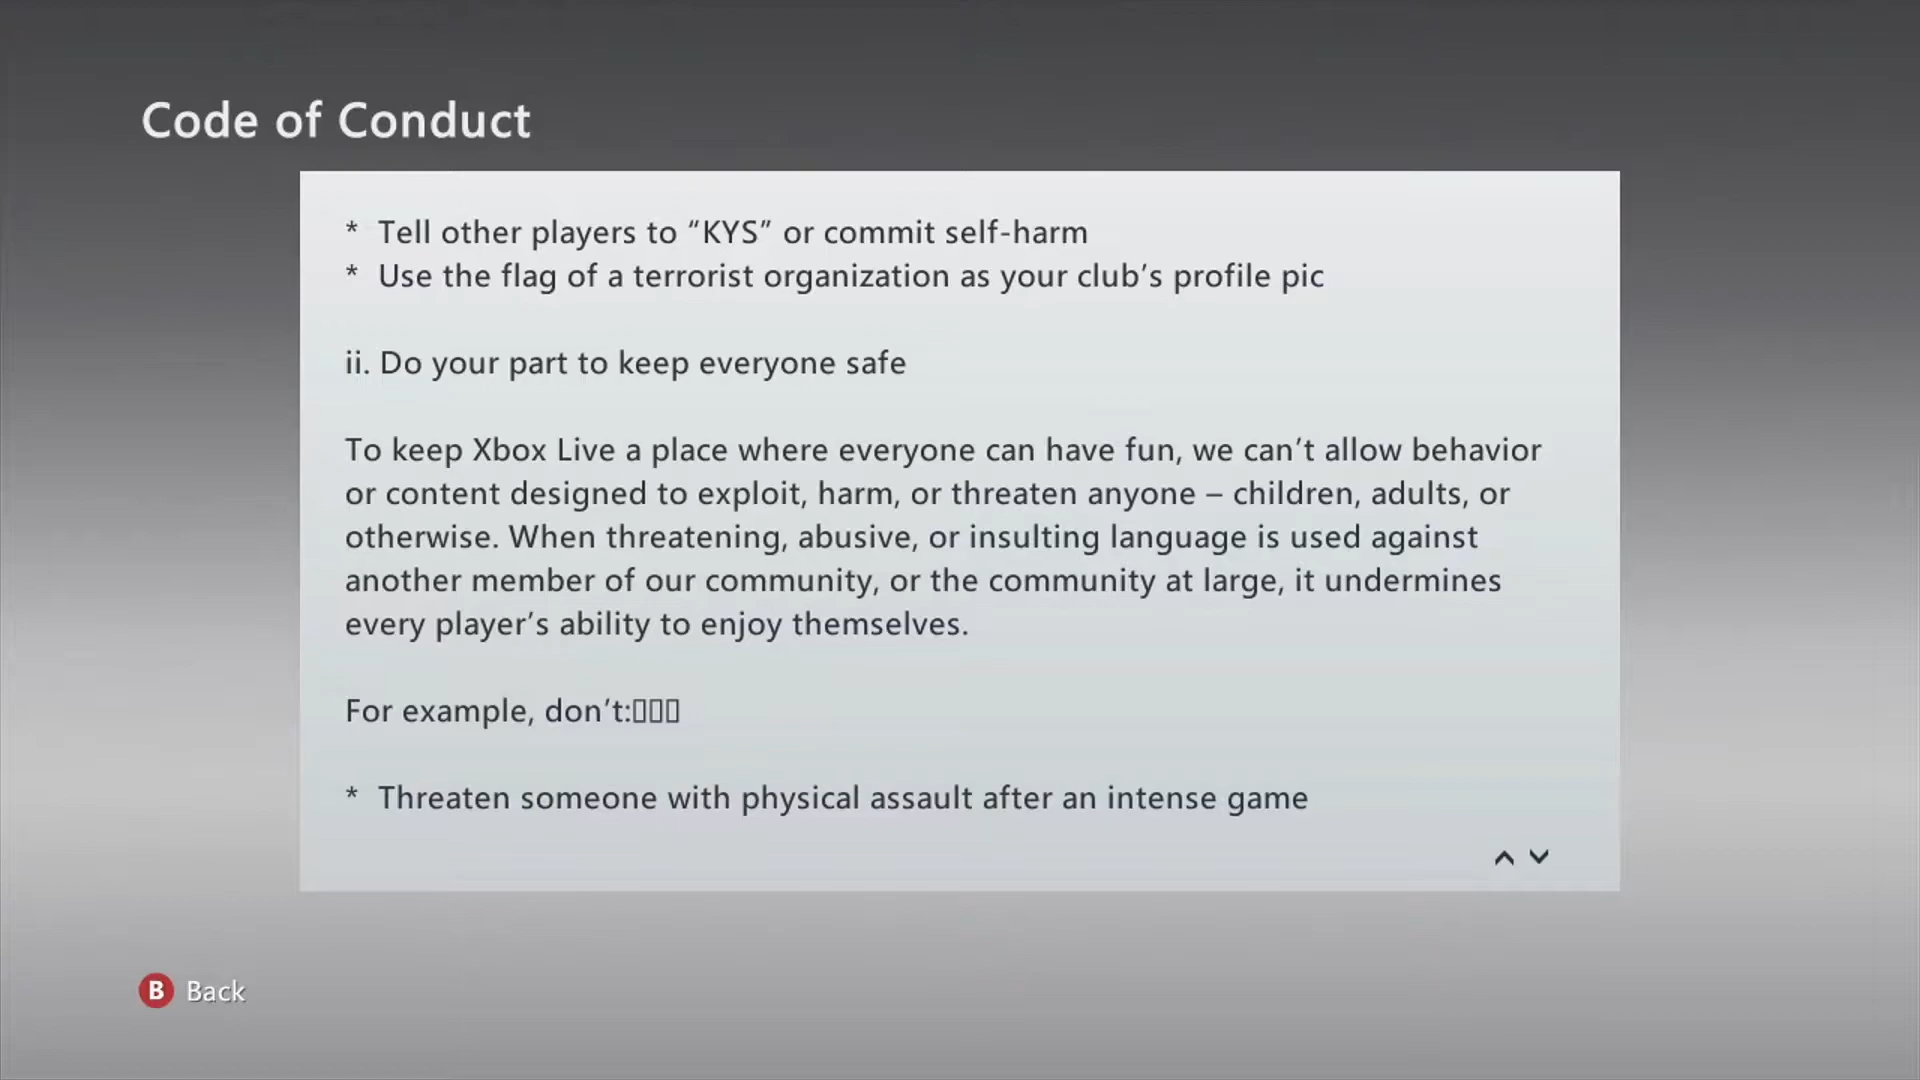 Code of Conduct
* Tell other players to “KYS” or commit self-harm
* Use the flag of a terrorist organization as your club’s profile pic
ii. Do your part to keep everyone safe
To keep Xbox Live a place where everyone can have fun, we can’t allow behavior
or content designed to exploit, harm, or threaten anyone – children, adults, or
otherwise. When threatening, abusive, or insulting language is used against
another member of our community, or the community at large, it undermines
every player’s ability to enjoy themselves.
For example, don’t:▯▯▯
* Threaten someone with physical assault after an intense game
B Back